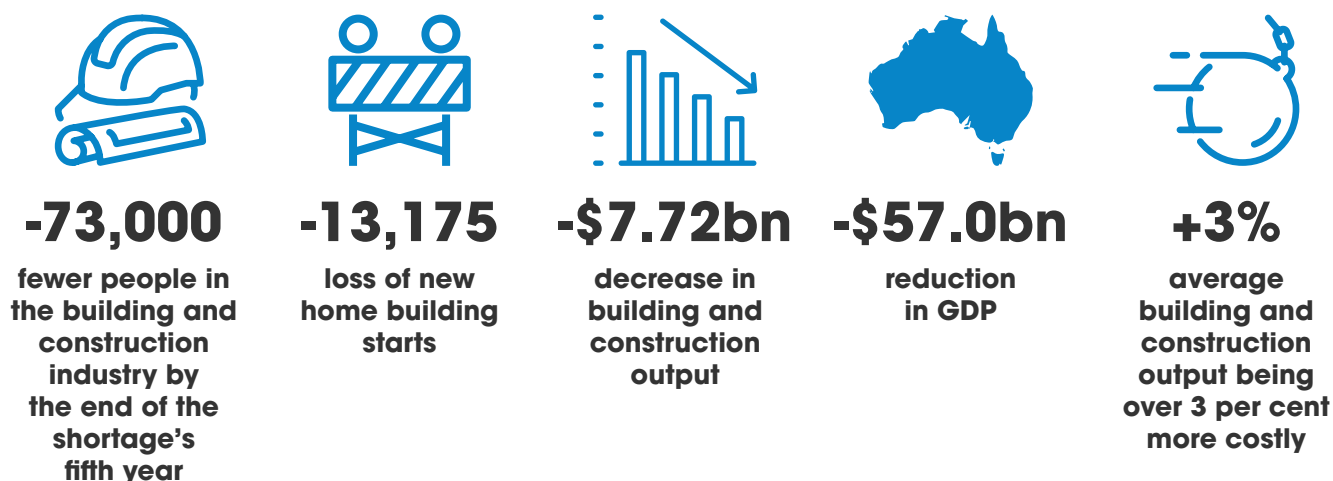 -73,000
fewer people in
the building and
construction
industry by
the end of the
shortage's
fifth year
-13,175
loss of new
home building
starts
-$7.72bn
decrease in
building and
construction
output
-$57.0bn
reduction
in GDP
+3%
average
building and
construction
output being
over 3 per cent
more costly